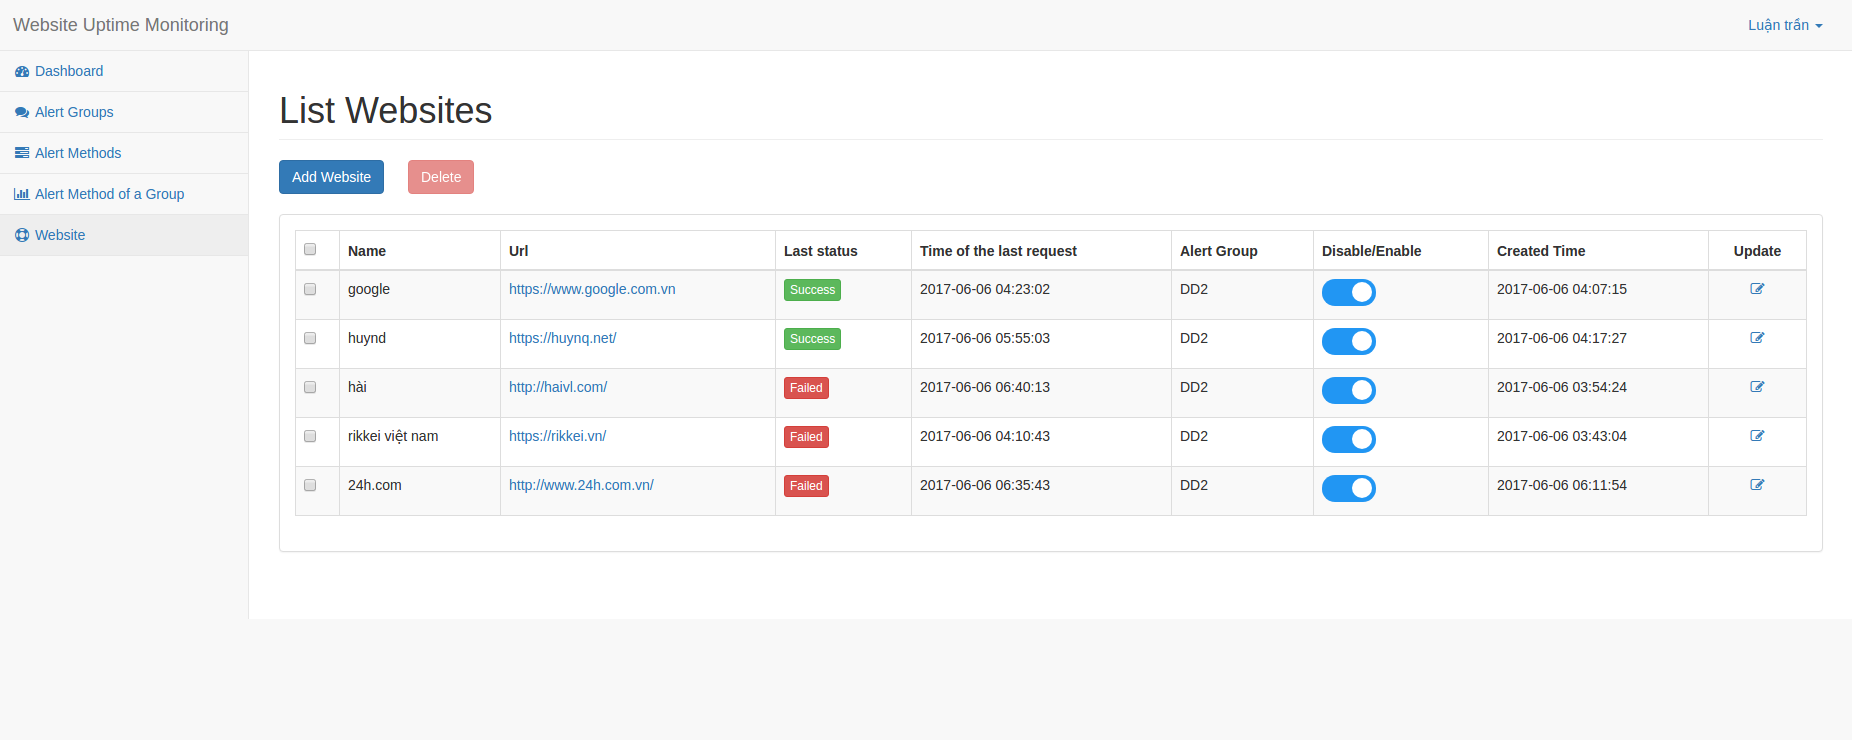 Website Uptime Monitoring
Luận trần
Dashboard
Alert Groups
Alert Methods
Alert Method of a Group
Website
List Websites
Add Website Delete
Name Url Last status Time of the last request Alert Group Disable/Enable Created Time Update
google https://www.google.com.vn Success 2017-06-06 04:23:02 DD2 2017-06-06 04:07:15
huynd https://huynq.net/ Success 2017-06-06 05:55:03 DD2 2017-06-06 04:17:27
hài http://haivl.com/ Failed 2017-06-06 06:40:13 DD2 2017-06-06 03:54:24
rikkei việt nam https://rikkei.vn/ Failed 2017-06-06 04:10:43 DD2 2017-06-06 03:43:04
24h.com http://www.24h.com.vn/ Failed 2017-06-06 06:35:43 DD2 2017-06-06 06:11:54